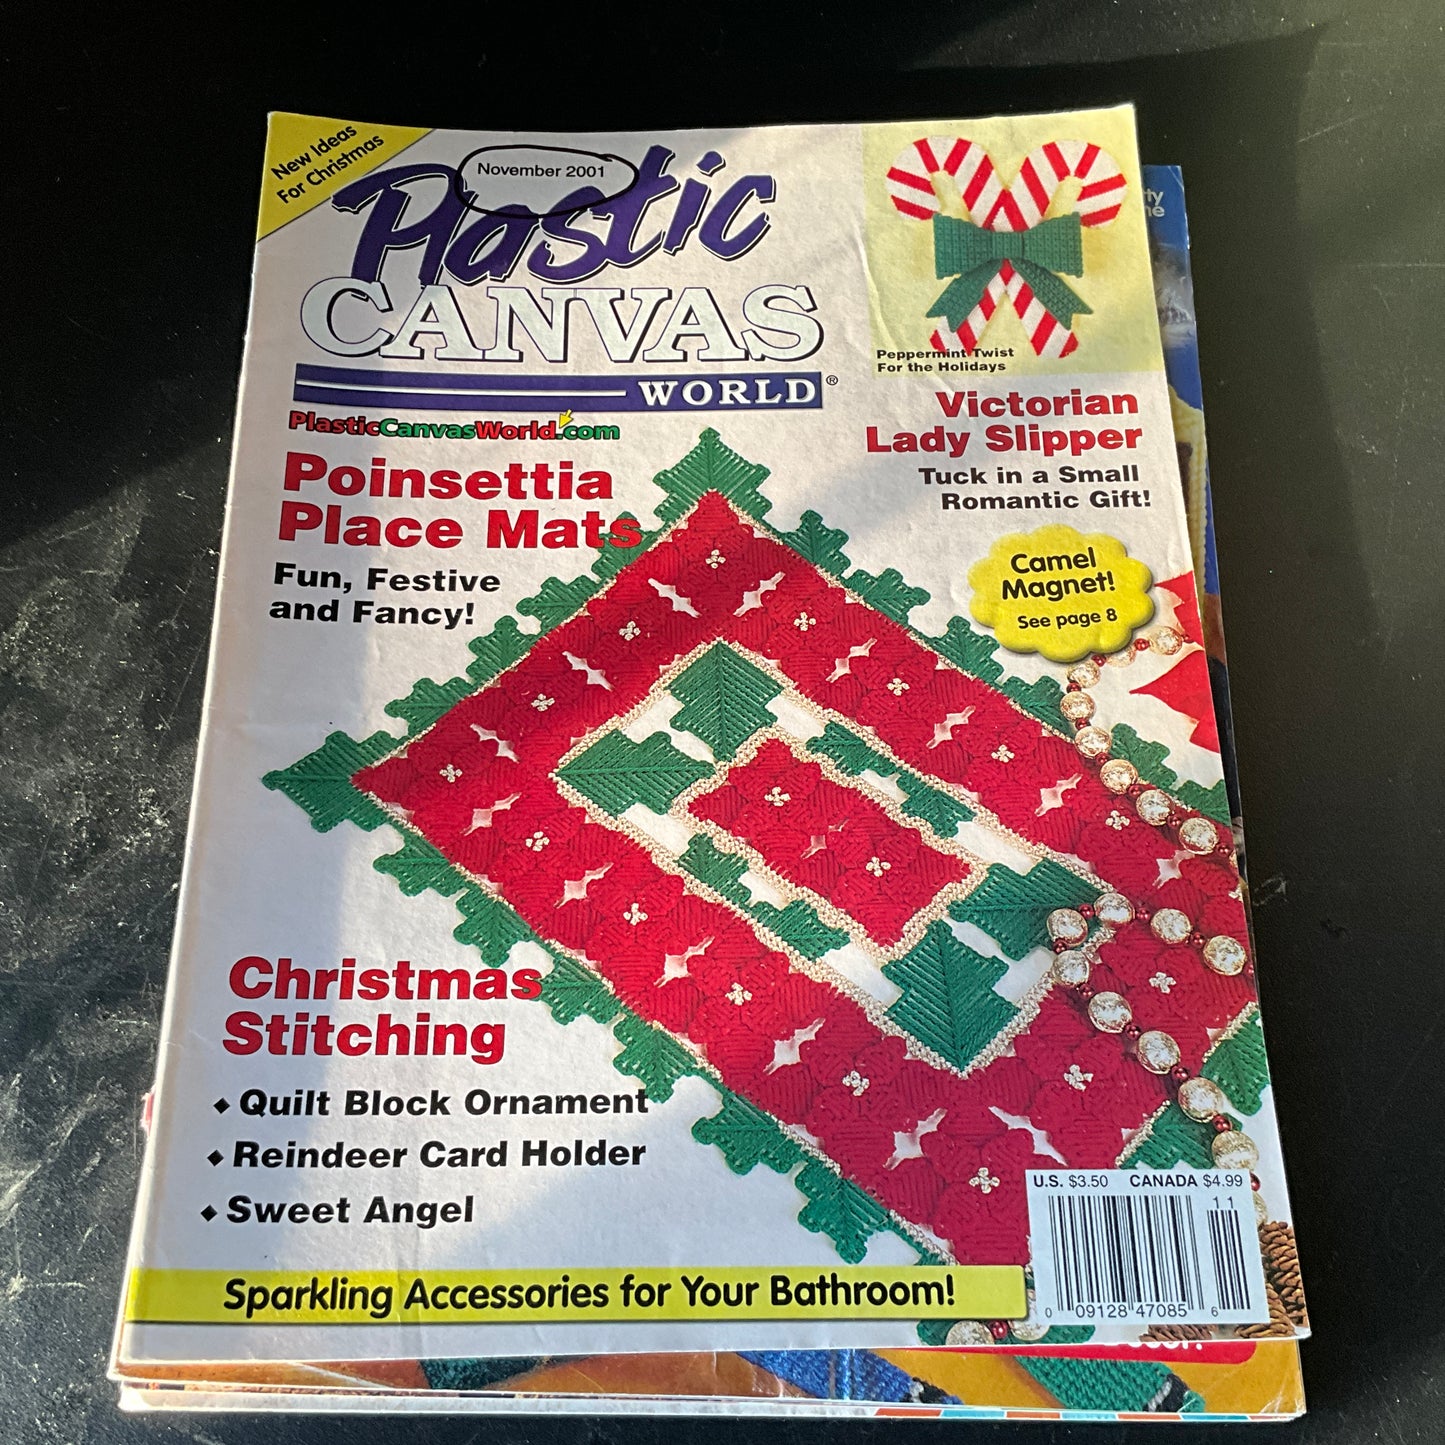 New Ideas
For Christmas
November 2001
Plastic
CANVAS
WORLD®
PlasticCanvasWorld.com
Peppermint Twist
For the Holidays
Victorian
Lady Slipper
Tuck in a Small
Romantic Gift!
Poinsettia
Place Mats
Fun, Festive
and Fancy!
Camel
Magnet!
See page 8
Christmas
Stitching
◆ Quilt Block Ornament
◆ Reindeer Card Holder
◆ Sweet Angel
Sparkling Accessories for Your Bathroom!
U.S. $3.50 CANADA $4.99
11
0 09128 47085 6